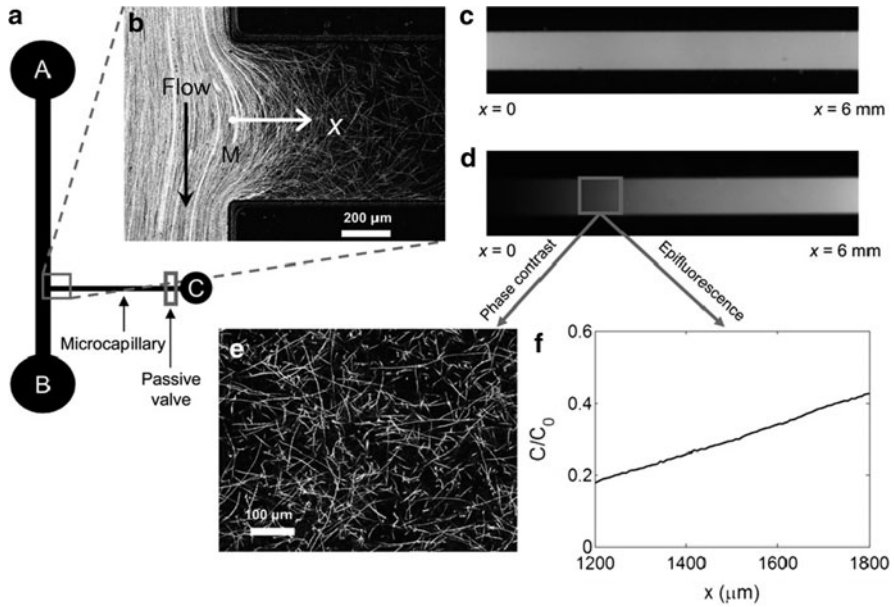 a
A
B
C
Microcapillary
Passive
valve
b
Flow
x
M
200 µm
c
x = 0
x = 6 mm
d
x = 0
x = 6 mm
Phase contrast
Epifluorescence
e
100 µm
f
C/C0
0.6
0.4
0.2
0
1200
1400
1600
1800
x (µm)